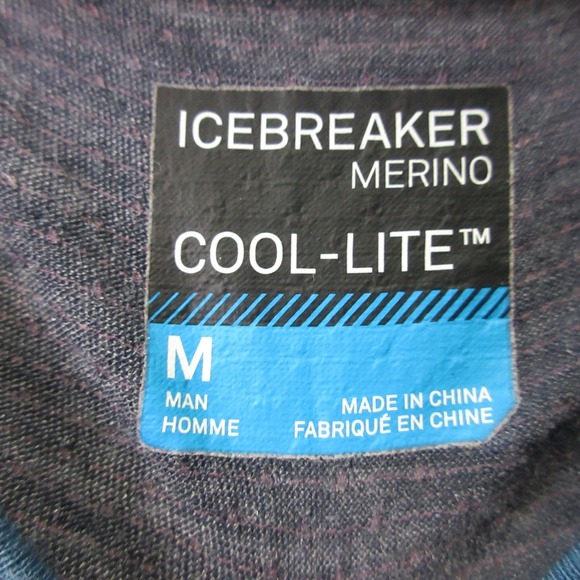 ICEBREAKER
MERINO
COOL-LITE™
M
MAN
HOMME
MADE IN CHINA
FABRIQUÉ EN CHINE